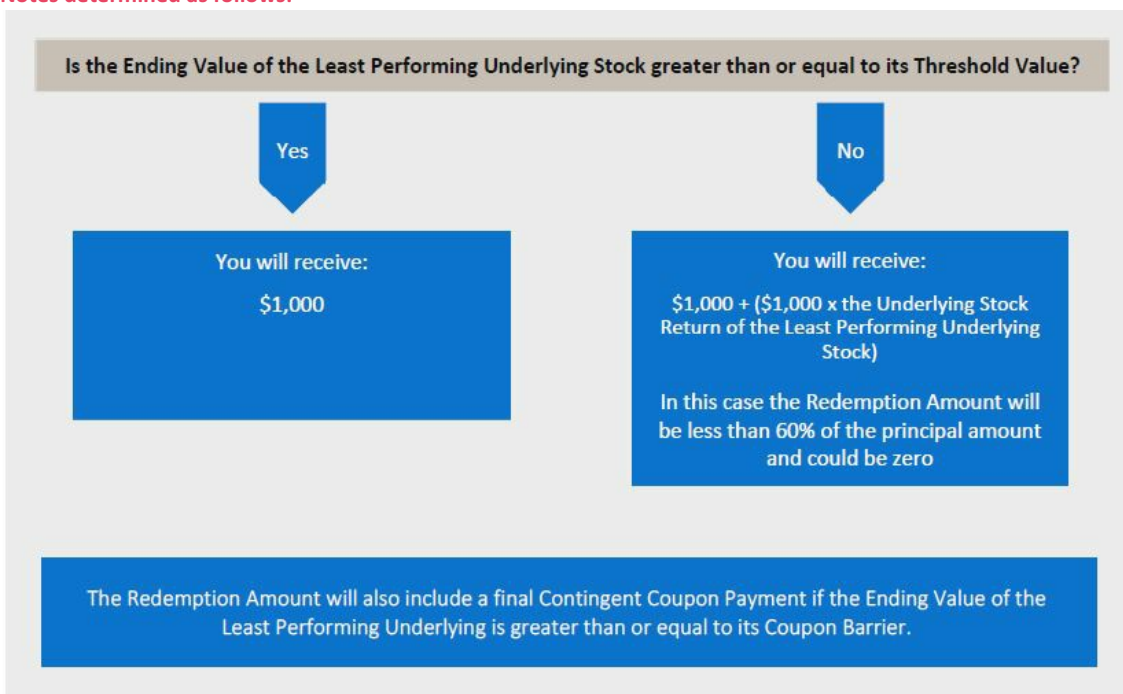 Notes determined as follows:
Is the Ending Value of the Least Performing Underlying Stock greater than or equal to its Threshold Value?
Yes
No
You will receive:
$1,000
You will receive:
$1,000 + ($1,000 x the Underlying Stock
Return of the Least Performing Underlying
Stock)
In this case the Redemption Amount will
be less than 60% of the principal amount
and could be zero
The Redemption Amount will also include a final Contingent Coupon Payment if the Ending Value of the
Least Performing Underlying is greater than or equal to its Coupon Barrier.